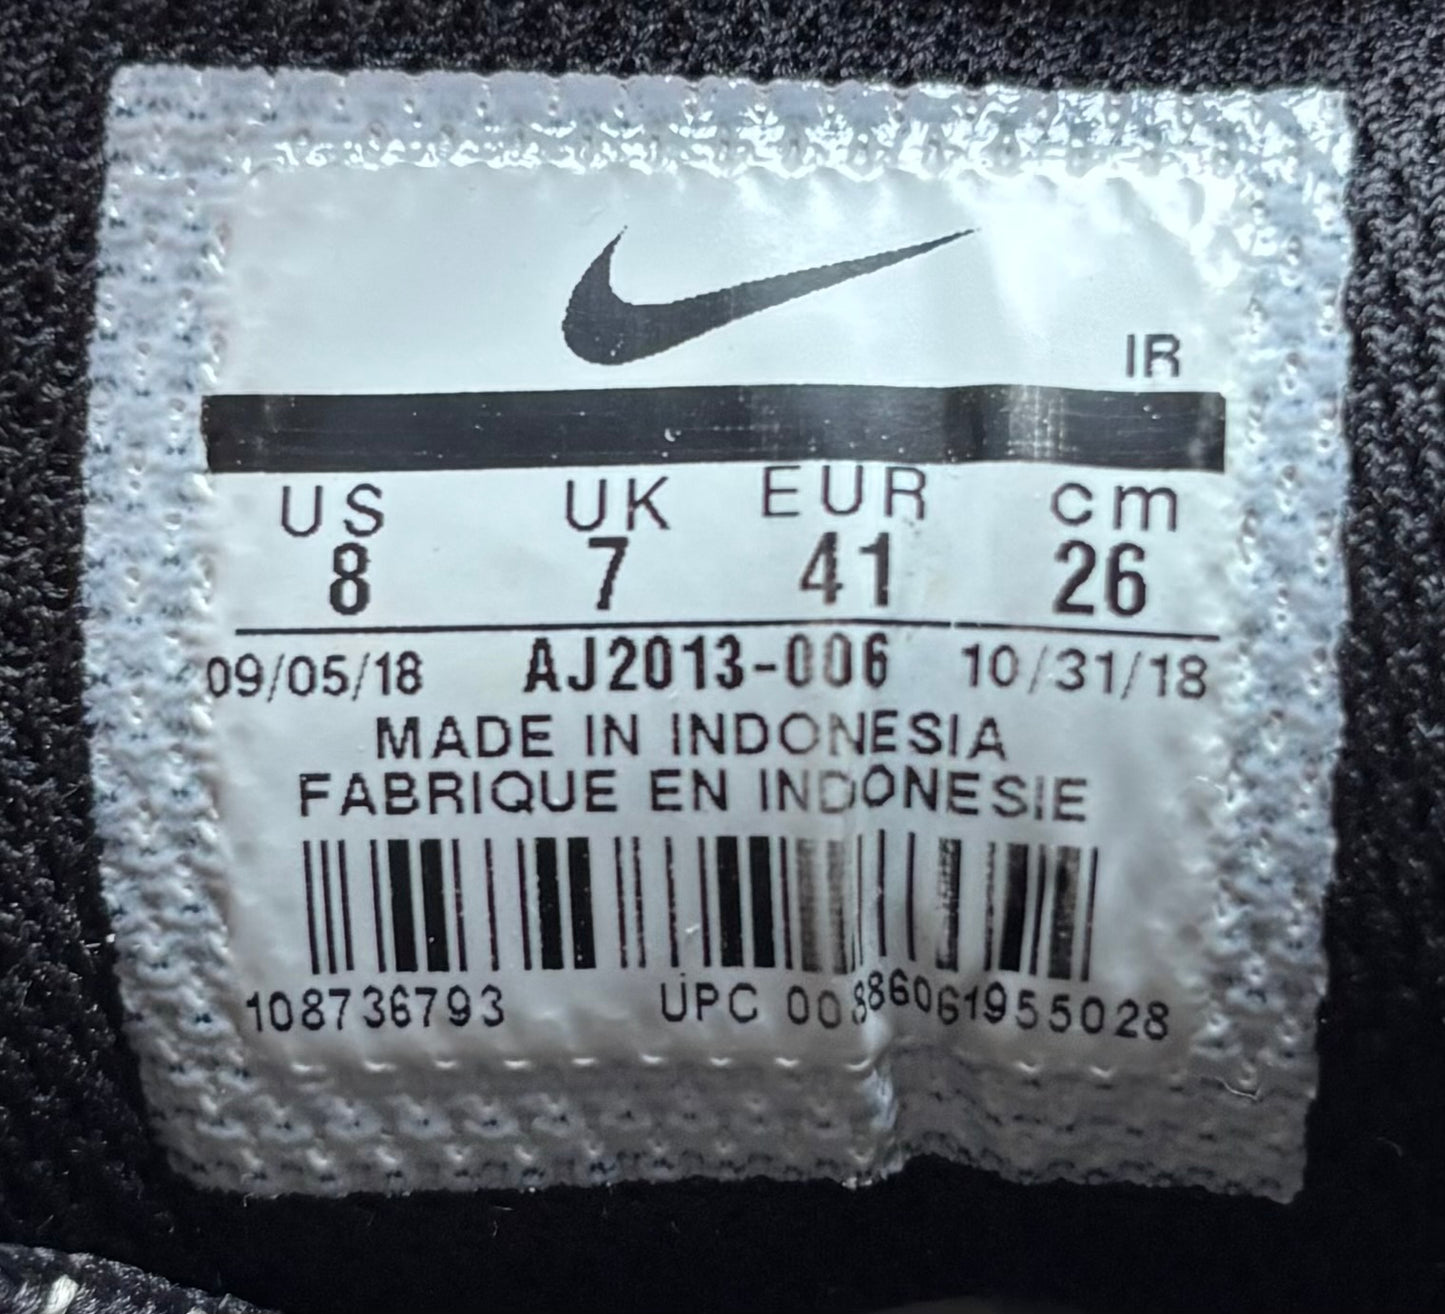 IR
US UK EUR cm
8 7 41 26
09/05/18 AJ2013-006 10/31/18
MADE IN INDONESIA
FABRIQUE EN INDONESIE
108736793 UPC 00886061955028